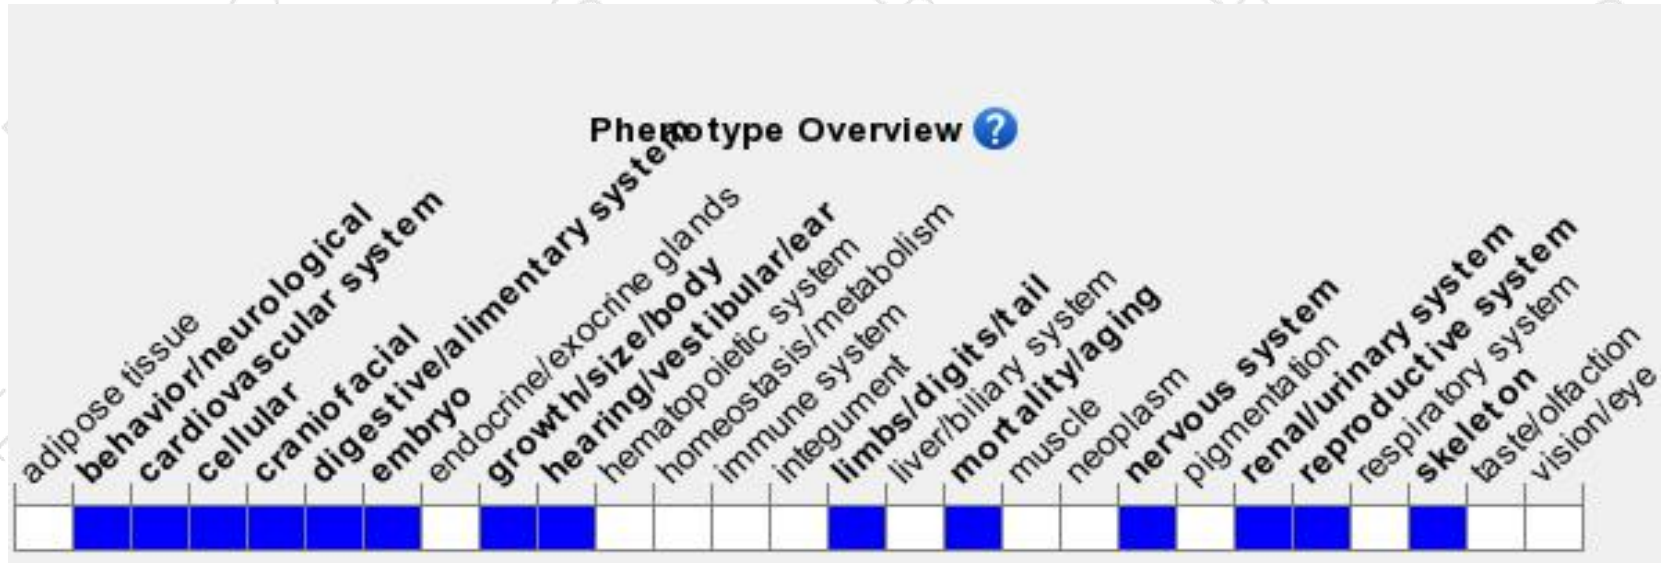 Phenotype Overview ?
adipose tissue
behavior/neurological
cardiovascular system
cellular
craniofacial
digestive/alimentary system
embryo
endocrine/exocrine glands
growth/size/body
hearing/vestibular/ear
hematopoietic system
homeostasis/metabolism
immune system
integument
limbs/digits/tail
liver/biliary system
mortality/aging
muscle
neoplasm
nervous system
pigmentation
renal/urinary system
reproductive system
respiratory system
skeleton
taste/olfaction
vision/eye